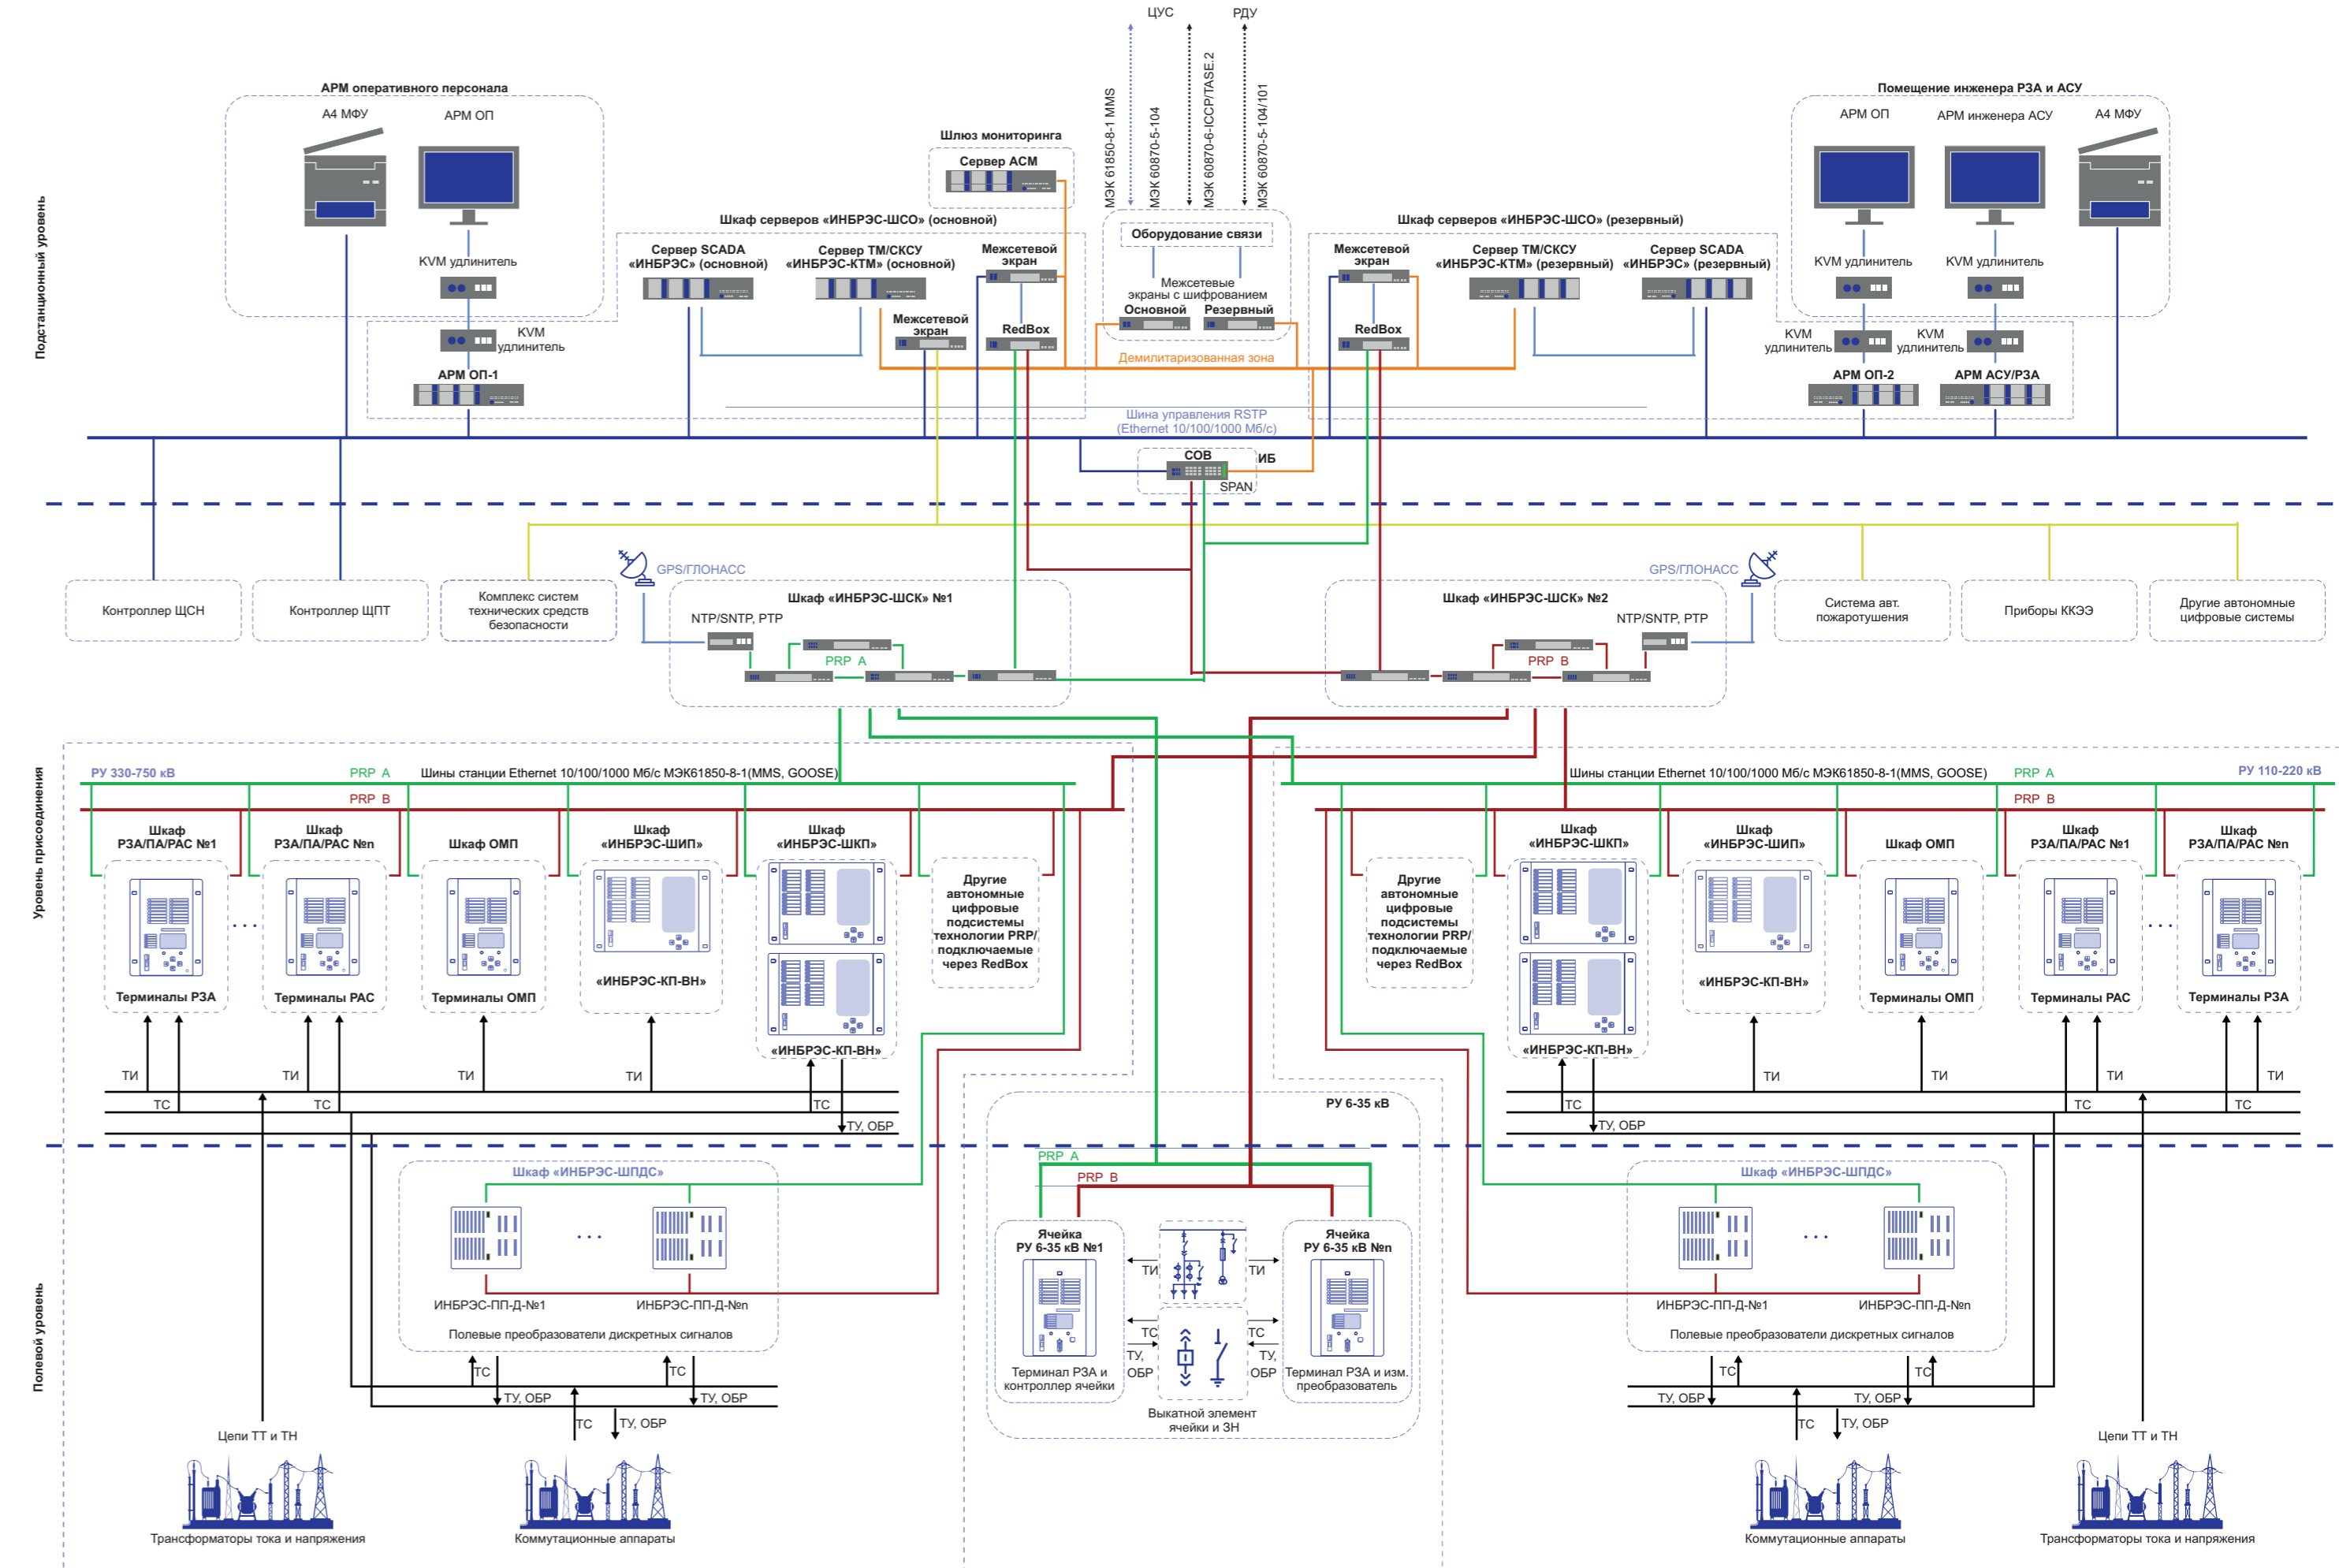 ЦУС
РДУ
МЭК 61850-8-1 MMS
МЭК 60870-5-104
МЭК 60870-6-ICCP/TASE.2
МЭК 60870-5-104/101
Подстанционный уровень
АРМ оперативного персонала
А4 МФУ
АРМ ОП
KVM удлинитель
KVM
удлинитель
АРМ ОП-1
Шлюз мониторинга
Сервер АСМ
Шкаф серверов «ИНБРЭС-ШСО» (основной)
Сервер SCADA
«ИНБРЭС» (основной)
Сервер ТМ/СКСУ
«ИНБРЭС-КТМ» (основной)
Межсетевой
экран
Межсетевой
экран
RedBox
Оборудование связи
Межсетевые
экраны с шифрованием
Основной
Резервный
Демилитаризованная зона
Шкаф серверов «ИНБРЭС-ШСО» (резервный)
Межсетевой
экран
RedBox
Сервер ТМ/СКСУ
«ИНБРЭС-КТМ» (резервный)
Сервер SCADA
«ИНБРЭС» (резервный)
Помещение инженера РЗА и АСУ
АРМ ОП
АРМ инженера АСУ
А4 МФУ
KVM удлинитель
KVM удлинитель
KVM
удлинитель
KVM
удлинитель
АРМ ОП-2
АРМ АСУ/РЗА
Шина управления RSTP
(Ethernet 10/100/1000 Мб/с)
СОВ
ИБ
SPAN
Уровень присоединения
Контроллер ЩСН
Контроллер ЩПТ
Комплекс систем
технических средств
безопасности
GPS/ГЛОНАСС
Шкаф «ИНБРЭС-ШСК» №1
NTP/SNTP, PTP
PRP A
Шкаф «ИНБРЭС-ШСК» №2
NTP/SNTP, PTP
PRP B
GPS/ГЛОНАСС
Система авт.
пожаротушения
Приборы ККЭЭ
Другие автономные
цифровые системы
РУ 330-750 кВ
PRP A
Шины станции Ethernet 10/100/1000 Мб/с МЭК61850-8-1(MMS, GOOSE)
PRP B
Шкаф
РЗА/ПА/РАС №1
Терминалы РЗА
Шкаф
РЗА/ПА/РАС №n
Терминалы РАС
Шкаф ОМП
Терминалы ОМП
Шкаф
«ИНБРЭС-ШИП»
«ИНБРЭС-КП-ВН»
Шкаф
«ИНБРЭС-ШКП»
«ИНБРЭС-КП-ВН»
Другие
автономные
цифровые
подсистемы
технологии PRP/
подключаемые
через RedBox
ТИ
ТИ
ТИ
ТИ
ТС
ТС
ТС
ТУ, ОБР
Шины станции Ethernet 10/100/1000 Мб/с МЭК61850-8-1(MMS, GOOSE)
PRP A
РУ 110-220 кВ
PRP B
Другие
автономные
цифровые
подсистемы
технологии PRP/
подключаемые
через RedBox
Шкаф
«ИНБРЭС-ШКП»
«ИНБРЭС-КП-ВН»
Шкаф
«ИНБРЭС-ШИП»
«ИНБРЭС-КП-ВН»
Шкаф ОМП
Терминалы ОМП
Шкаф
РЗА/ПА/РАС №1
Терминалы РАС
Шкаф
РЗА/ПА/РАС №n
Терминалы РЗА
ТИ
ТИ
ТИ
ТИ
ТС
ТС
ТС
ТУ, ОБР
Полевой уровень
Шкаф «ИНБРЭС-ШПДС»
ИНБРЭС-ПП-Д-№1
ИНБРЭС-ПП-Д-№n
Полевые преобразователи дискретных сигналов
ТС
ТС
ТУ, ОБР
ТУ, ОБР
ТС
ТУ, ОБР
Цепи ТТ и ТН
Трансформаторы тока и напряжения
Коммутационные аппараты
РУ 6-35 кВ
PRP A
PRP B
Ячейка
РУ 6-35 кВ №1
Терминал РЗА и
контроллер ячейки
ТИ
ТИ
ТС
ТС
ТУ,
ОБР
ТУ,
ОБР
Ячейка
РУ 6-35 кВ №n
Терминал РЗА и изм.
преобразователь
Выкатной элемент
ячейки и ЗН
Шкаф «ИНБРЭС-ШПДС»
ИНБРЭС-ПП-Д-№1
ИНБРЭС-ПП-Д-№n
Полевые преобразователи дискретных сигналов
ТС
ТС
ТУ, ОБР
ТУ, ОБР
ТС
ТУ, ОБР
Цепи ТТ и ТН
Коммутационные аппараты
Трансформаторы тока и напряжения